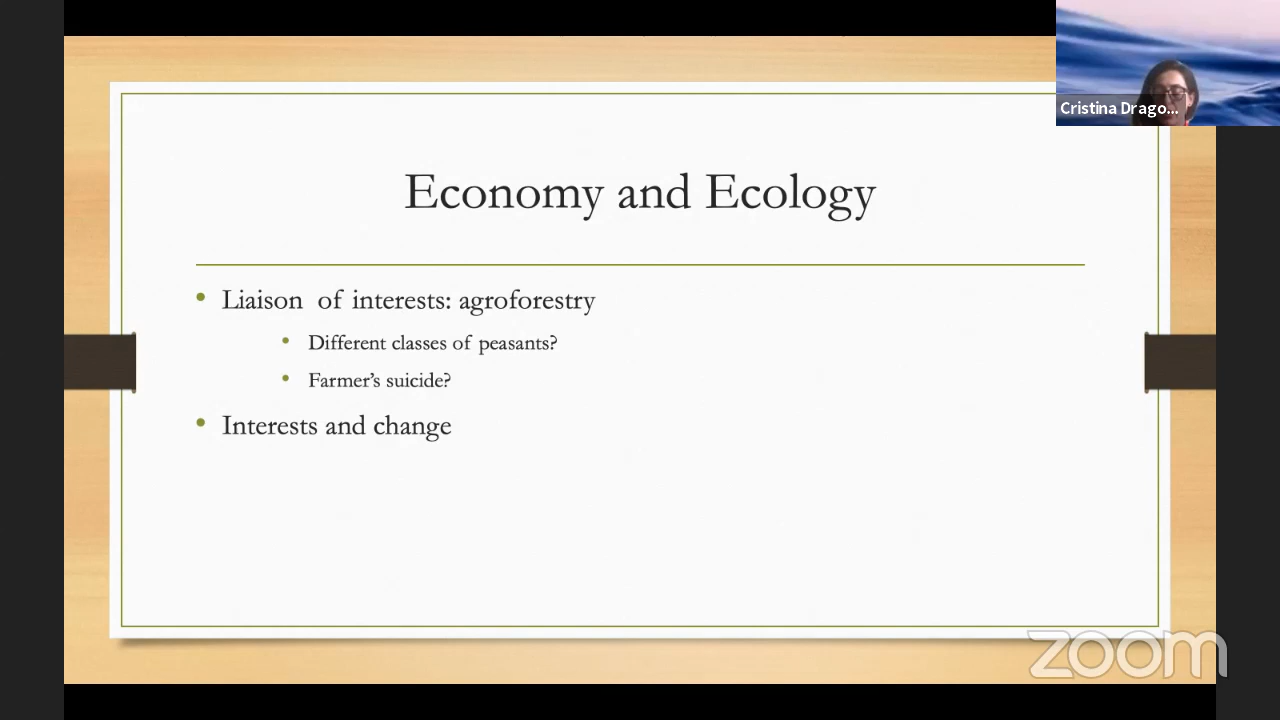 Cristina Drago...
Economy and Ecology
• Liaison of interests: agroforestry
• Different classes of peasants?
• Farmer’s suicide?
• Interests and change
zoom